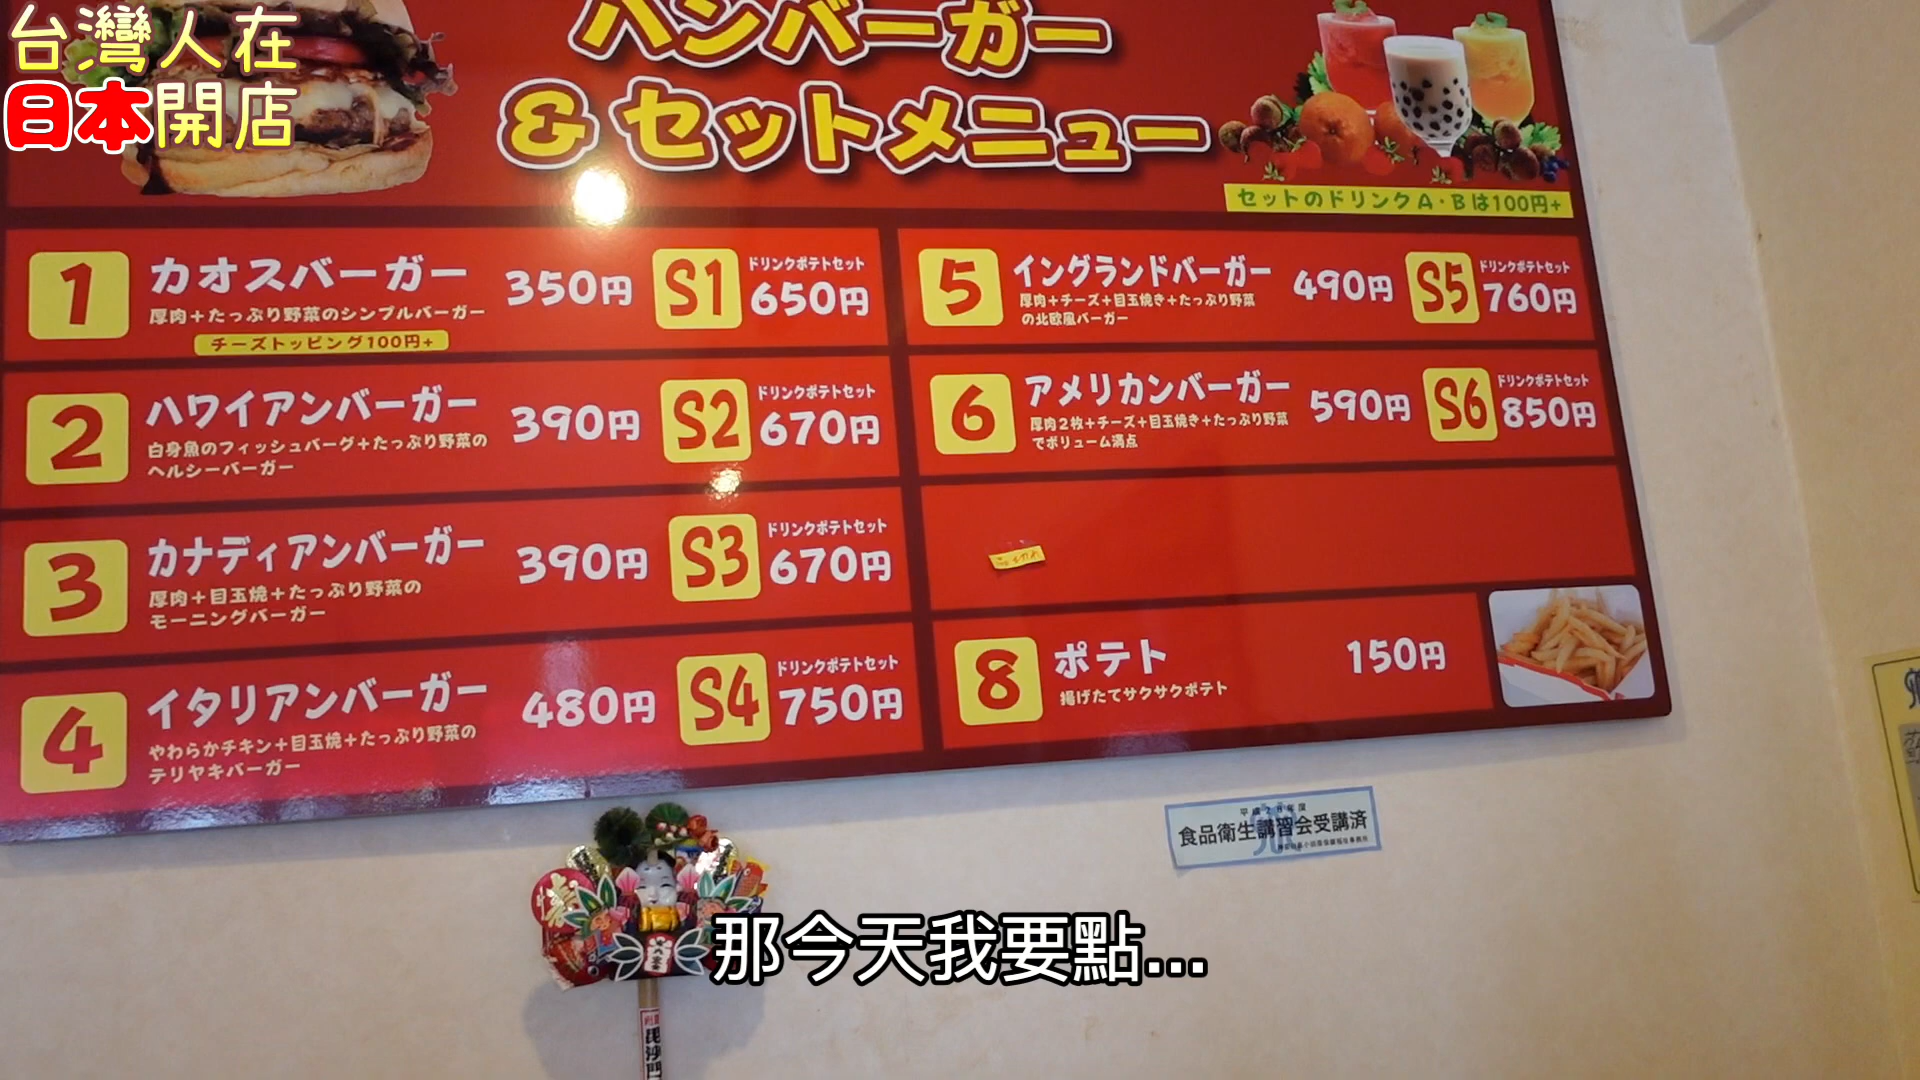 台灣人在
日本開店
ハンバーガー
&セットメニュー
セットのドリンクA・Bは100円+
1 カオスバーガー 350円 S1 ドリンクポテトセット 650円
厚肉+たっぷり野菜のシンプルバーガー
チーズトッピング100円+
2 ハワイアンバーガー 390円 S2 ドリンクポテトセット 670円
白身魚のフィッシュバーグ+たっぷり野菜の
ヘルシーバーガー
3 カナディアンバーガー 390円 S3 ドリンクポテトセット 670円
厚肉+目玉焼+たっぷり野菜の
モーニングバーガー
4 イタリアンバーガー 480円 S4 ドリンクポテトセット 750円
やわらかチキン+目玉焼+たっぷり野菜の
テリヤキバーガー
5 イングランドバーガー 490円 S5 ドリンクポテトセット 760円
厚肉+チーズ+目玉焼き+たっぷり野菜
の北欧風バーガー
6 アメリカンバーガー 590円 S6 ドリンクポテトセット 850円
厚肉2枚+チーズ+目玉焼き+たっぷり野菜
でボリューム満点
8 ポテト 150円
揚げたてサクサクポテト
平成28年度
食品衛生講習会受講済
毘沙門
那今天我要點...